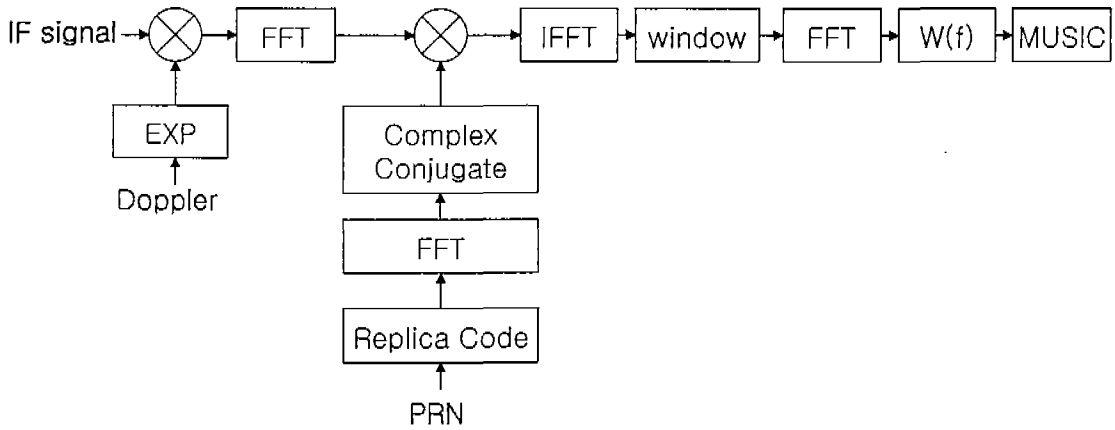 IF signal
FFT
IFFT
window
FFT
W(f)
MUSIC
EXP
Doppler
Complex
Conjugate
FFT
Replica Code
PRN